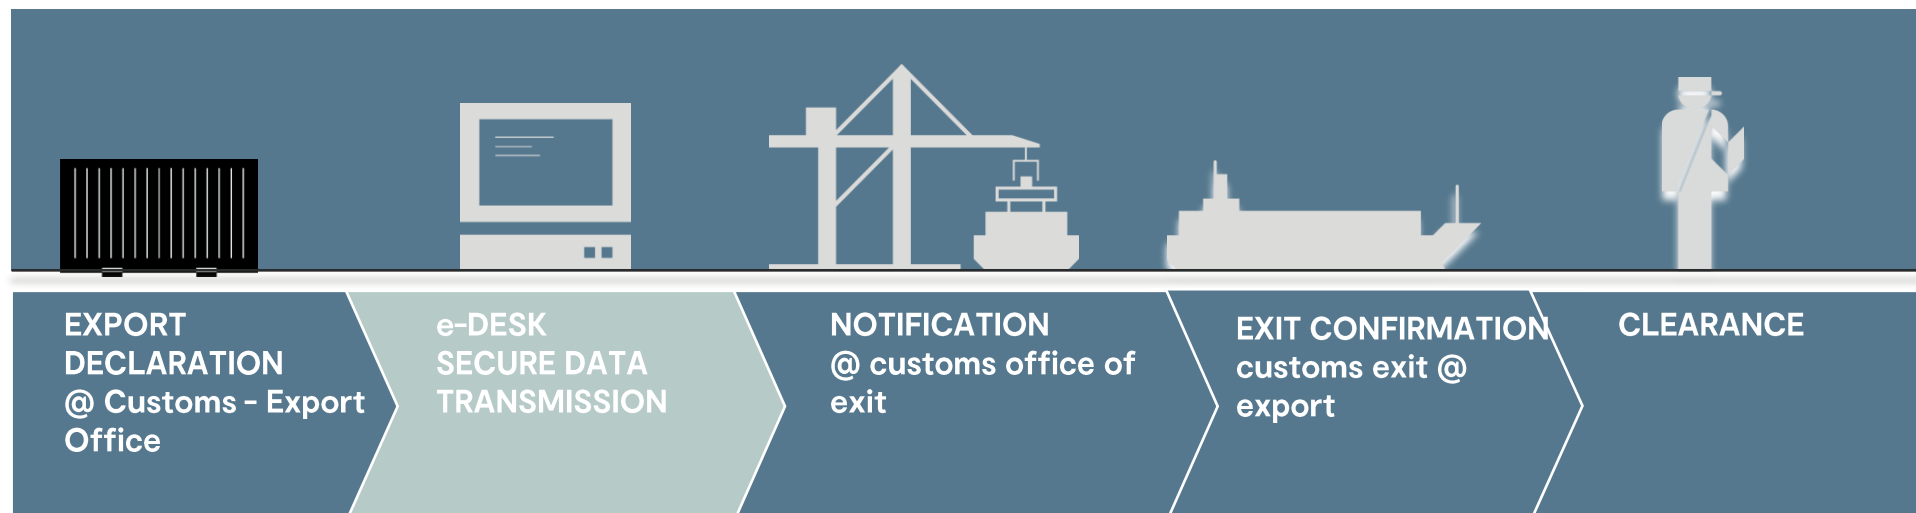 EXPORT
DECLARATION
@ Customs - Export
Office
e-DESK
SECURE DATA
TRANSMISSION
NOTIFICATION
@ customs office of
exit
EXIT CONFIRMATION
customs exit @
export
CLEARANCE